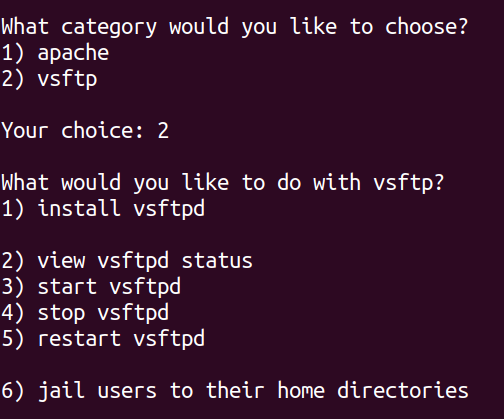 What category would you like to choose?
1) apache
2) vsftp
Your choice: 2
What would you like to do with vsftp?
1) install vsftpd
2) view vsftpd status
3) start vsftpd
4) stop vsftpd
5) restart vsftpd
6) jail users to their home directories